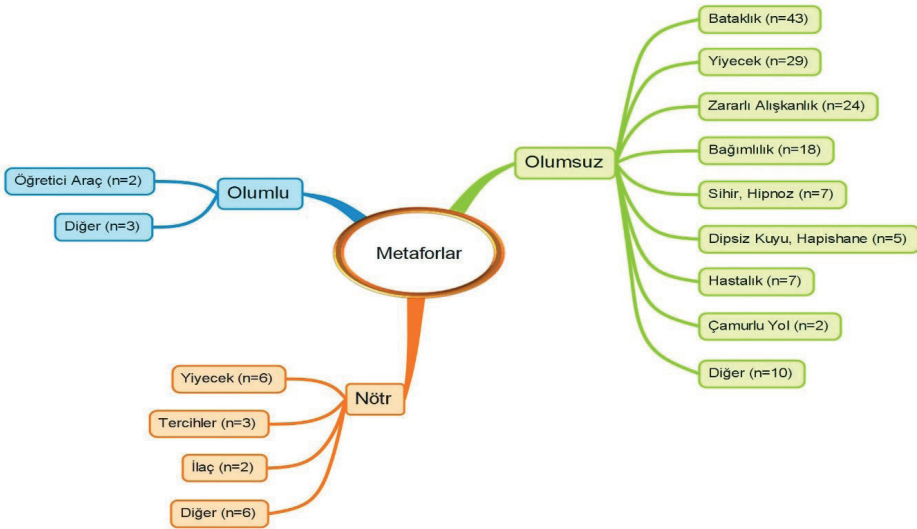 Metaforlar
Olumlu
Öğretici Araç (n=2)
Diğer (n=3)
Olumsuz
Bataklık (n=43)
Yiyecek (n=29)
Zararlı Alışkanlık (n=24)
Bağımlılık (n=18)
Sihir, Hipnoz (n=7)
Dipsiz Kuyu, Hapishane (n=5)
Hastalık (n=7)
Çamurlu Yol (n=2)
Diğer (n=10)
Nötr
Yiyecek (n=6)
Tercihler (n=3)
İlaç (n=2)
Diğer (n=6)